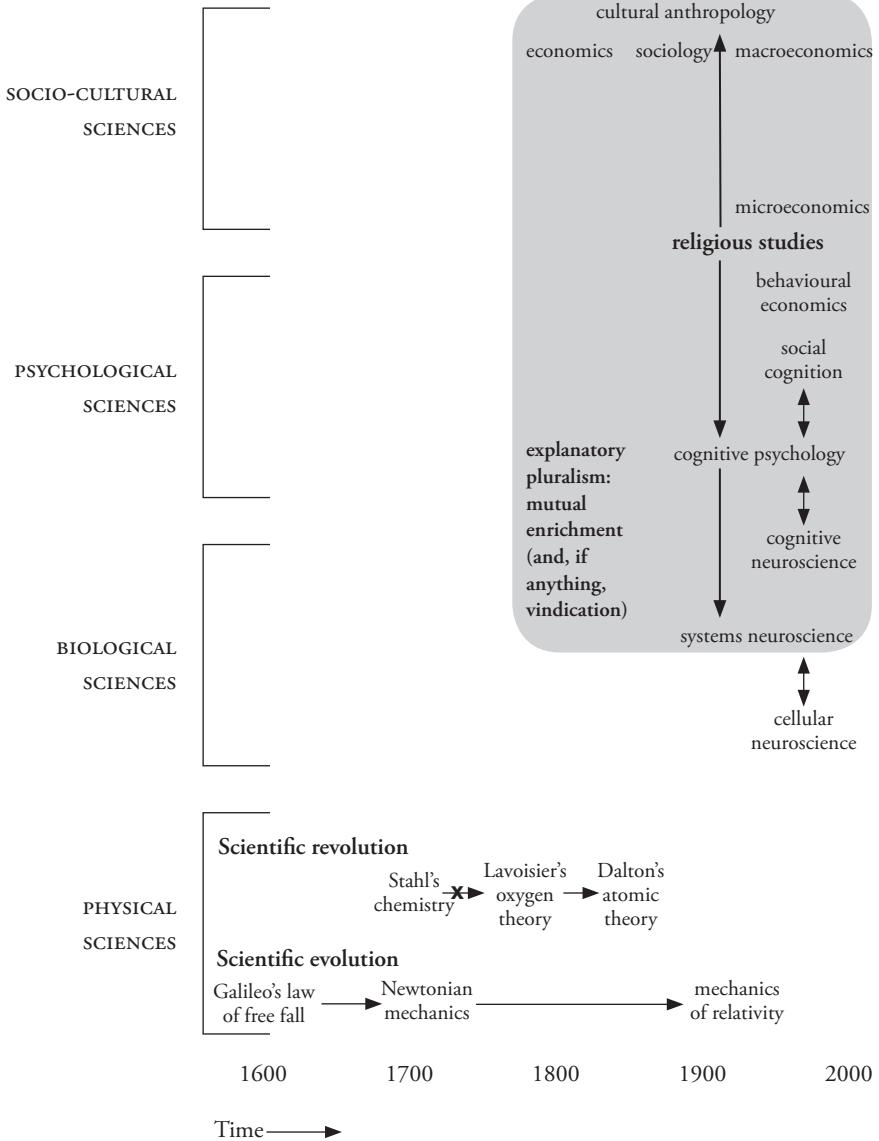 cultural anthropology
economics sociology macroeconomics
SOCIO-CULTURAL
SCIENCES
microeconomics
religious studies
behavioural
economics
social
cognition
PSYCHOLOGICAL
SCIENCES
explanatory
pluralism:
mutual
enrichment
(and, if
anything,
vindication)
cognitive psychology
cognitive
neuroscience
systems neuroscience
BIOLOGICAL
SCIENCES
cellular
neuroscience
Scientific revolution
Stahl's
chemistry
x
Lavoisier's
oxygen
theory
Dalton's
atomic
theory
PHYSICAL
SCIENCES
Scientific evolution
Galileo's law
of free fall
Newtonian
mechanics
mechanics
of relativity
1600 1700 1800 1900 2000
Time